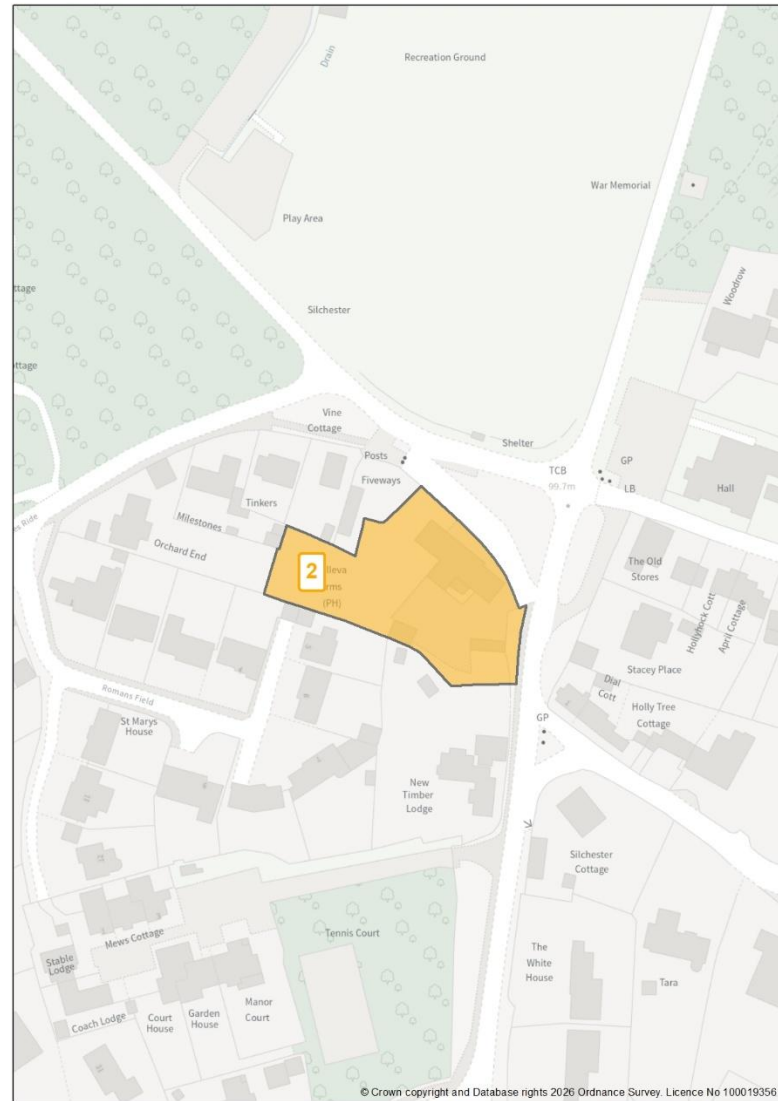 Drain
Recreation Ground
War Memorial
Play Area
ttage
Woodrow
Silchester
ottage
Vine
Cottage
Shelter
Posts
TCB
GP
Fiveways
99.7m
LB
Hall
Tinkers
Milestones
es Ride
Orchard End
2
lleva
rms
(PH)
The Old
Stores
Hollyhock Cott
April Cottage
Stacey Place
Dial
Cott
Holly Tree
Cottage
Romans Field
St Marys
House
GP
New
Timber
Lodge
Silchester
Cottage
Mews Cottage
Tennis Court
Stable
Lodge
The
White
House
Tara
Coach Lodge
Court
House
Garden
House
Manor
Court
© Crown copyright and Database rights 2026 Ordnance Survey. Licence No 100019356